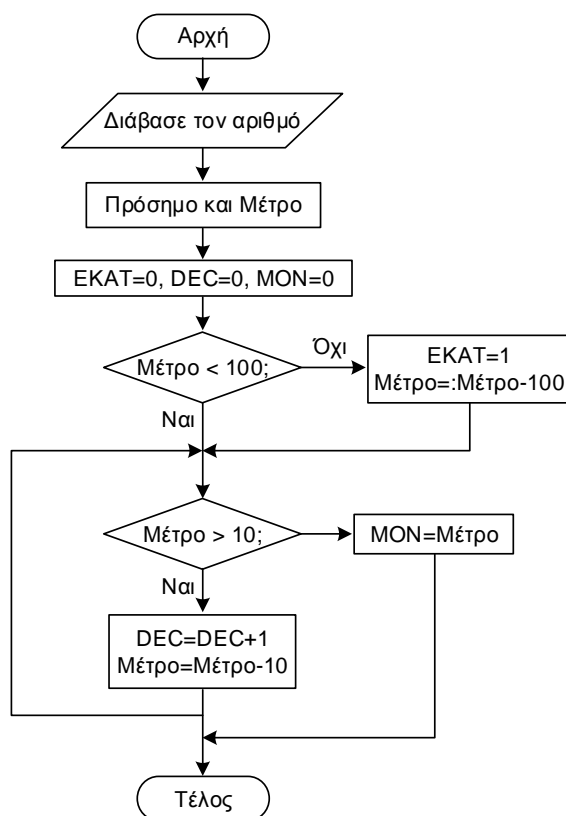 Αρχή
Διάβασε τον αριθμό
Πρόσημο και Μέτρο
ΕΚΑΤ=0, DEC=0, MON=0
Μέτρο < 100;
Όχι
ΕΚΑΤ=1
Μέτρο=:Μέτρο-100
Ναι
Μέτρο > 10;
MON=Μέτρο
Ναι
DEC=DEC+1
Μέτρο=Μέτρο-10
Τέλος